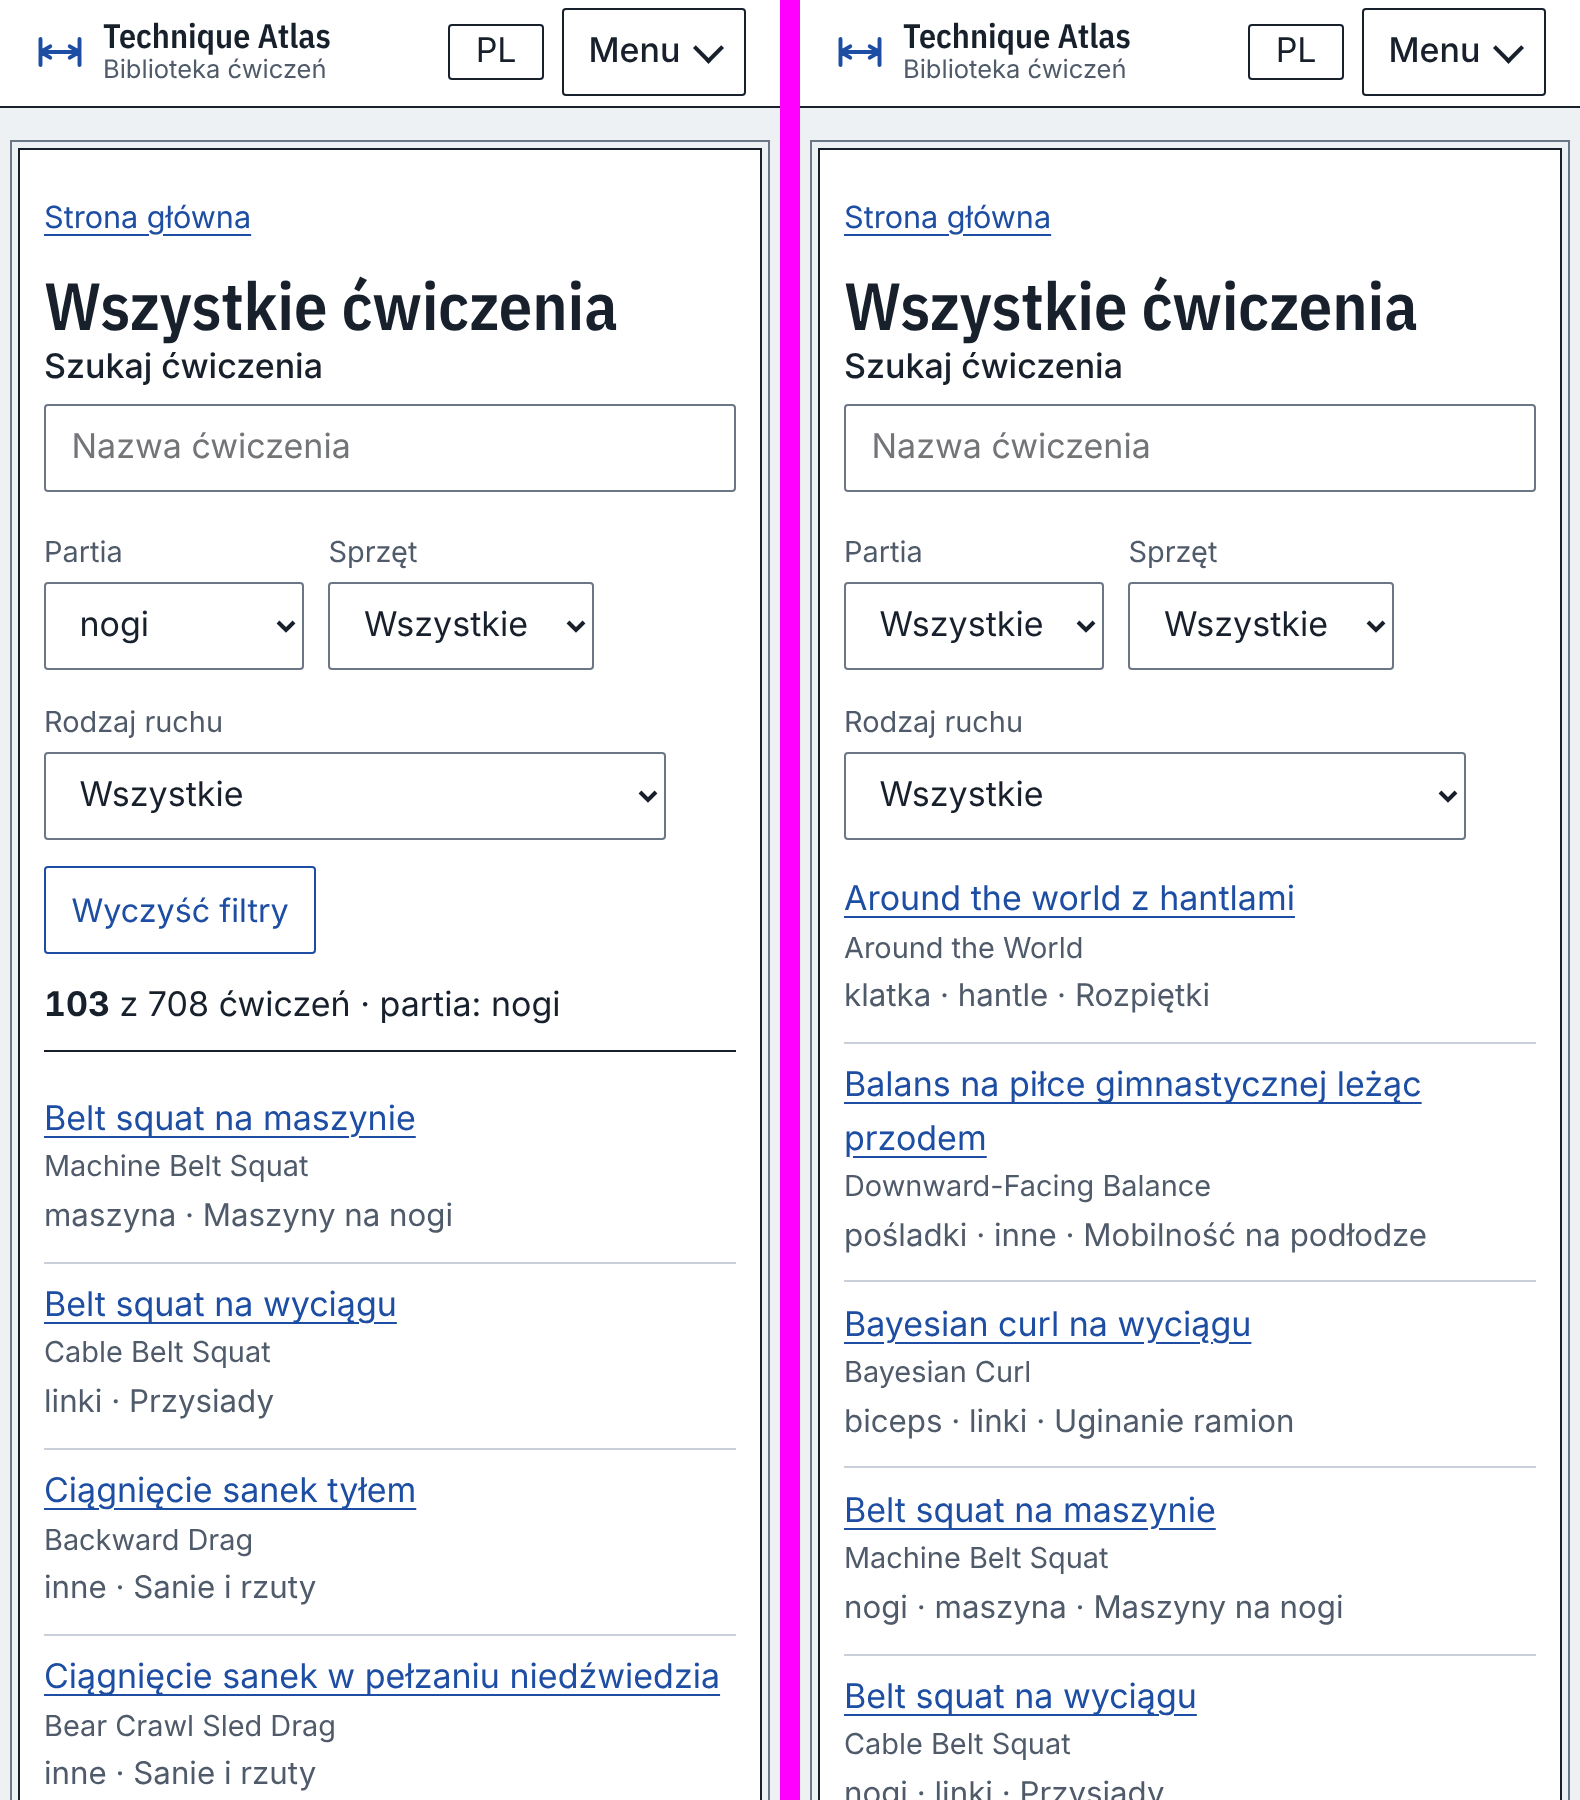 Technique Atlas
Biblioteka ćwiczeń
PL
Menu
Strona główna
Wszystkie ćwiczenia
Szukaj ćwiczenia
Nazwa ćwiczenia
Partia
Sprzęt
nogi
Wszystkie
Rodzaj ruchu
Wszystkie
Wyczyść filtry
103 z 708 ćwiczeń · partia: nogi
Belt squat na maszynie
Machine Belt Squat
maszyna · Maszyny na nogi
Belt squat na wyciągu
Cable Belt Squat
linki · Przysiady
Ciągnięcie sanek tyłem
Backward Drag
inne · Sanie i rzuty
Ciągnięcie sanek w pełzaniu niedźwiedzia
Bear Crawl Sled Drag
inne · Sanie i rzuty
Technique Atlas
Biblioteka ćwiczeń
PL
Menu
Strona główna
Wszystkie ćwiczenia
Szukaj ćwiczenia
Nazwa ćwiczenia
Partia
Sprzęt
Wszystkie
Wszystkie
Rodzaj ruchu
Wszystkie
Around the world z hantlami
Around the World
klatka · hantle · Rozpiętki
Balans na piłce gimnastycznej leżąc
przodem
Downward-Facing Balance
pośladki · inne · Mobilność na podłodze
Bayesian curl na wyciągu
Bayesian Curl
biceps · linki · Uginanie ramion
Belt squat na maszynie
Machine Belt Squat
nogi · maszyna · Maszyny na nogi
Belt squat na wyciągu
Cable Belt Squat
nogi · linki · Przysiady